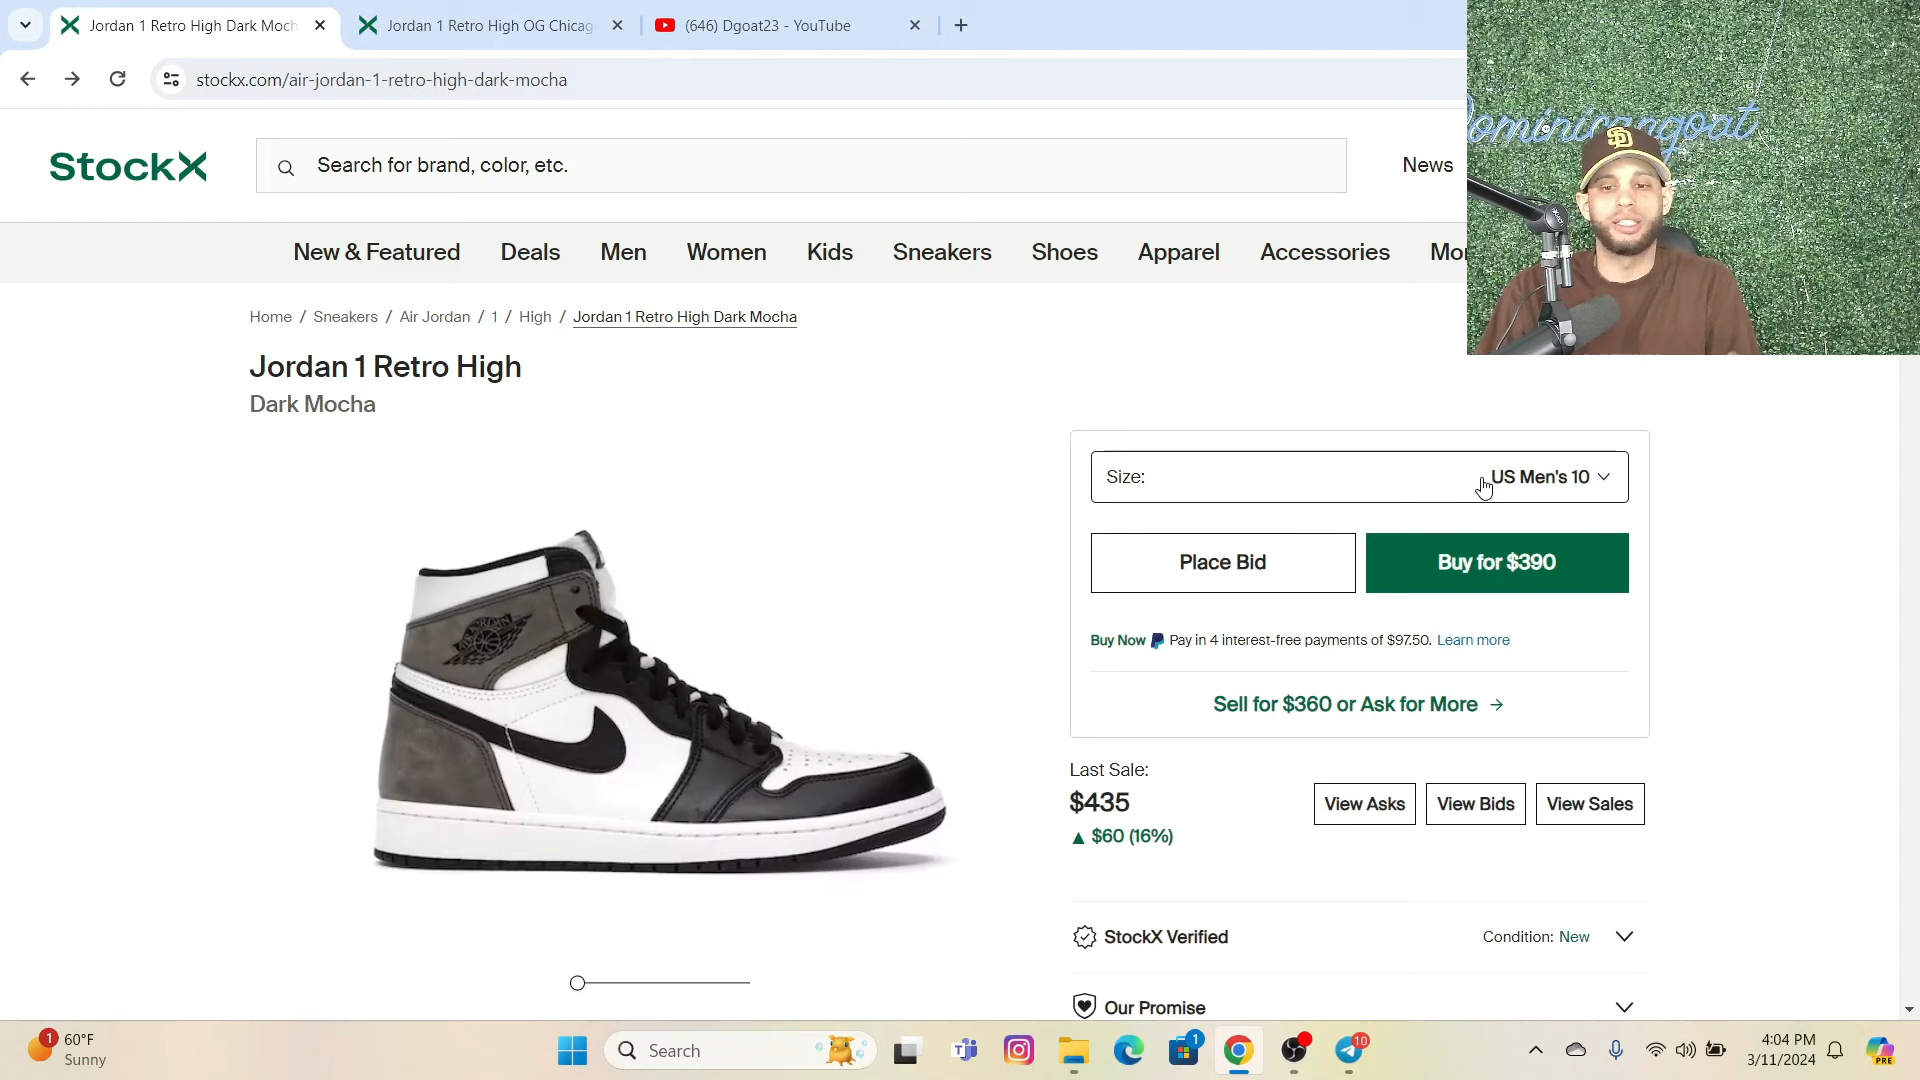 Jordan 1 Retro High Dark Moch
Jordan 1 Retro High OG Chicag
(646) Dgoat23 - YouTube
stockx.com/air-jordan-1-retro-high-dark-mocha
Dominicangoat
SD
StockX
Search for brand, color, etc.
News
New & Featured
Deals
Men
Women
Kids
Sneakers
Shoes
Apparel
Accessories
Mor
Home / Sneakers / Air Jordan / 1 / High / Jordan 1 Retro High Dark Mocha
Jordan 1 Retro High
Dark Mocha
Size:
US Men's 10
Place Bid
Buy for $390
Buy Now Pay in 4 interest-free payments of $97.50. Learn more
Sell for $360 or Ask for More →
Last Sale:
$435
▲ $60 (16%)
View Asks
View Bids
View Sales
StockX Verified
Condition: New
Our Promise
1
60°F
Sunny
Search
1
10
4:04 PM
3/11/2024
PRE